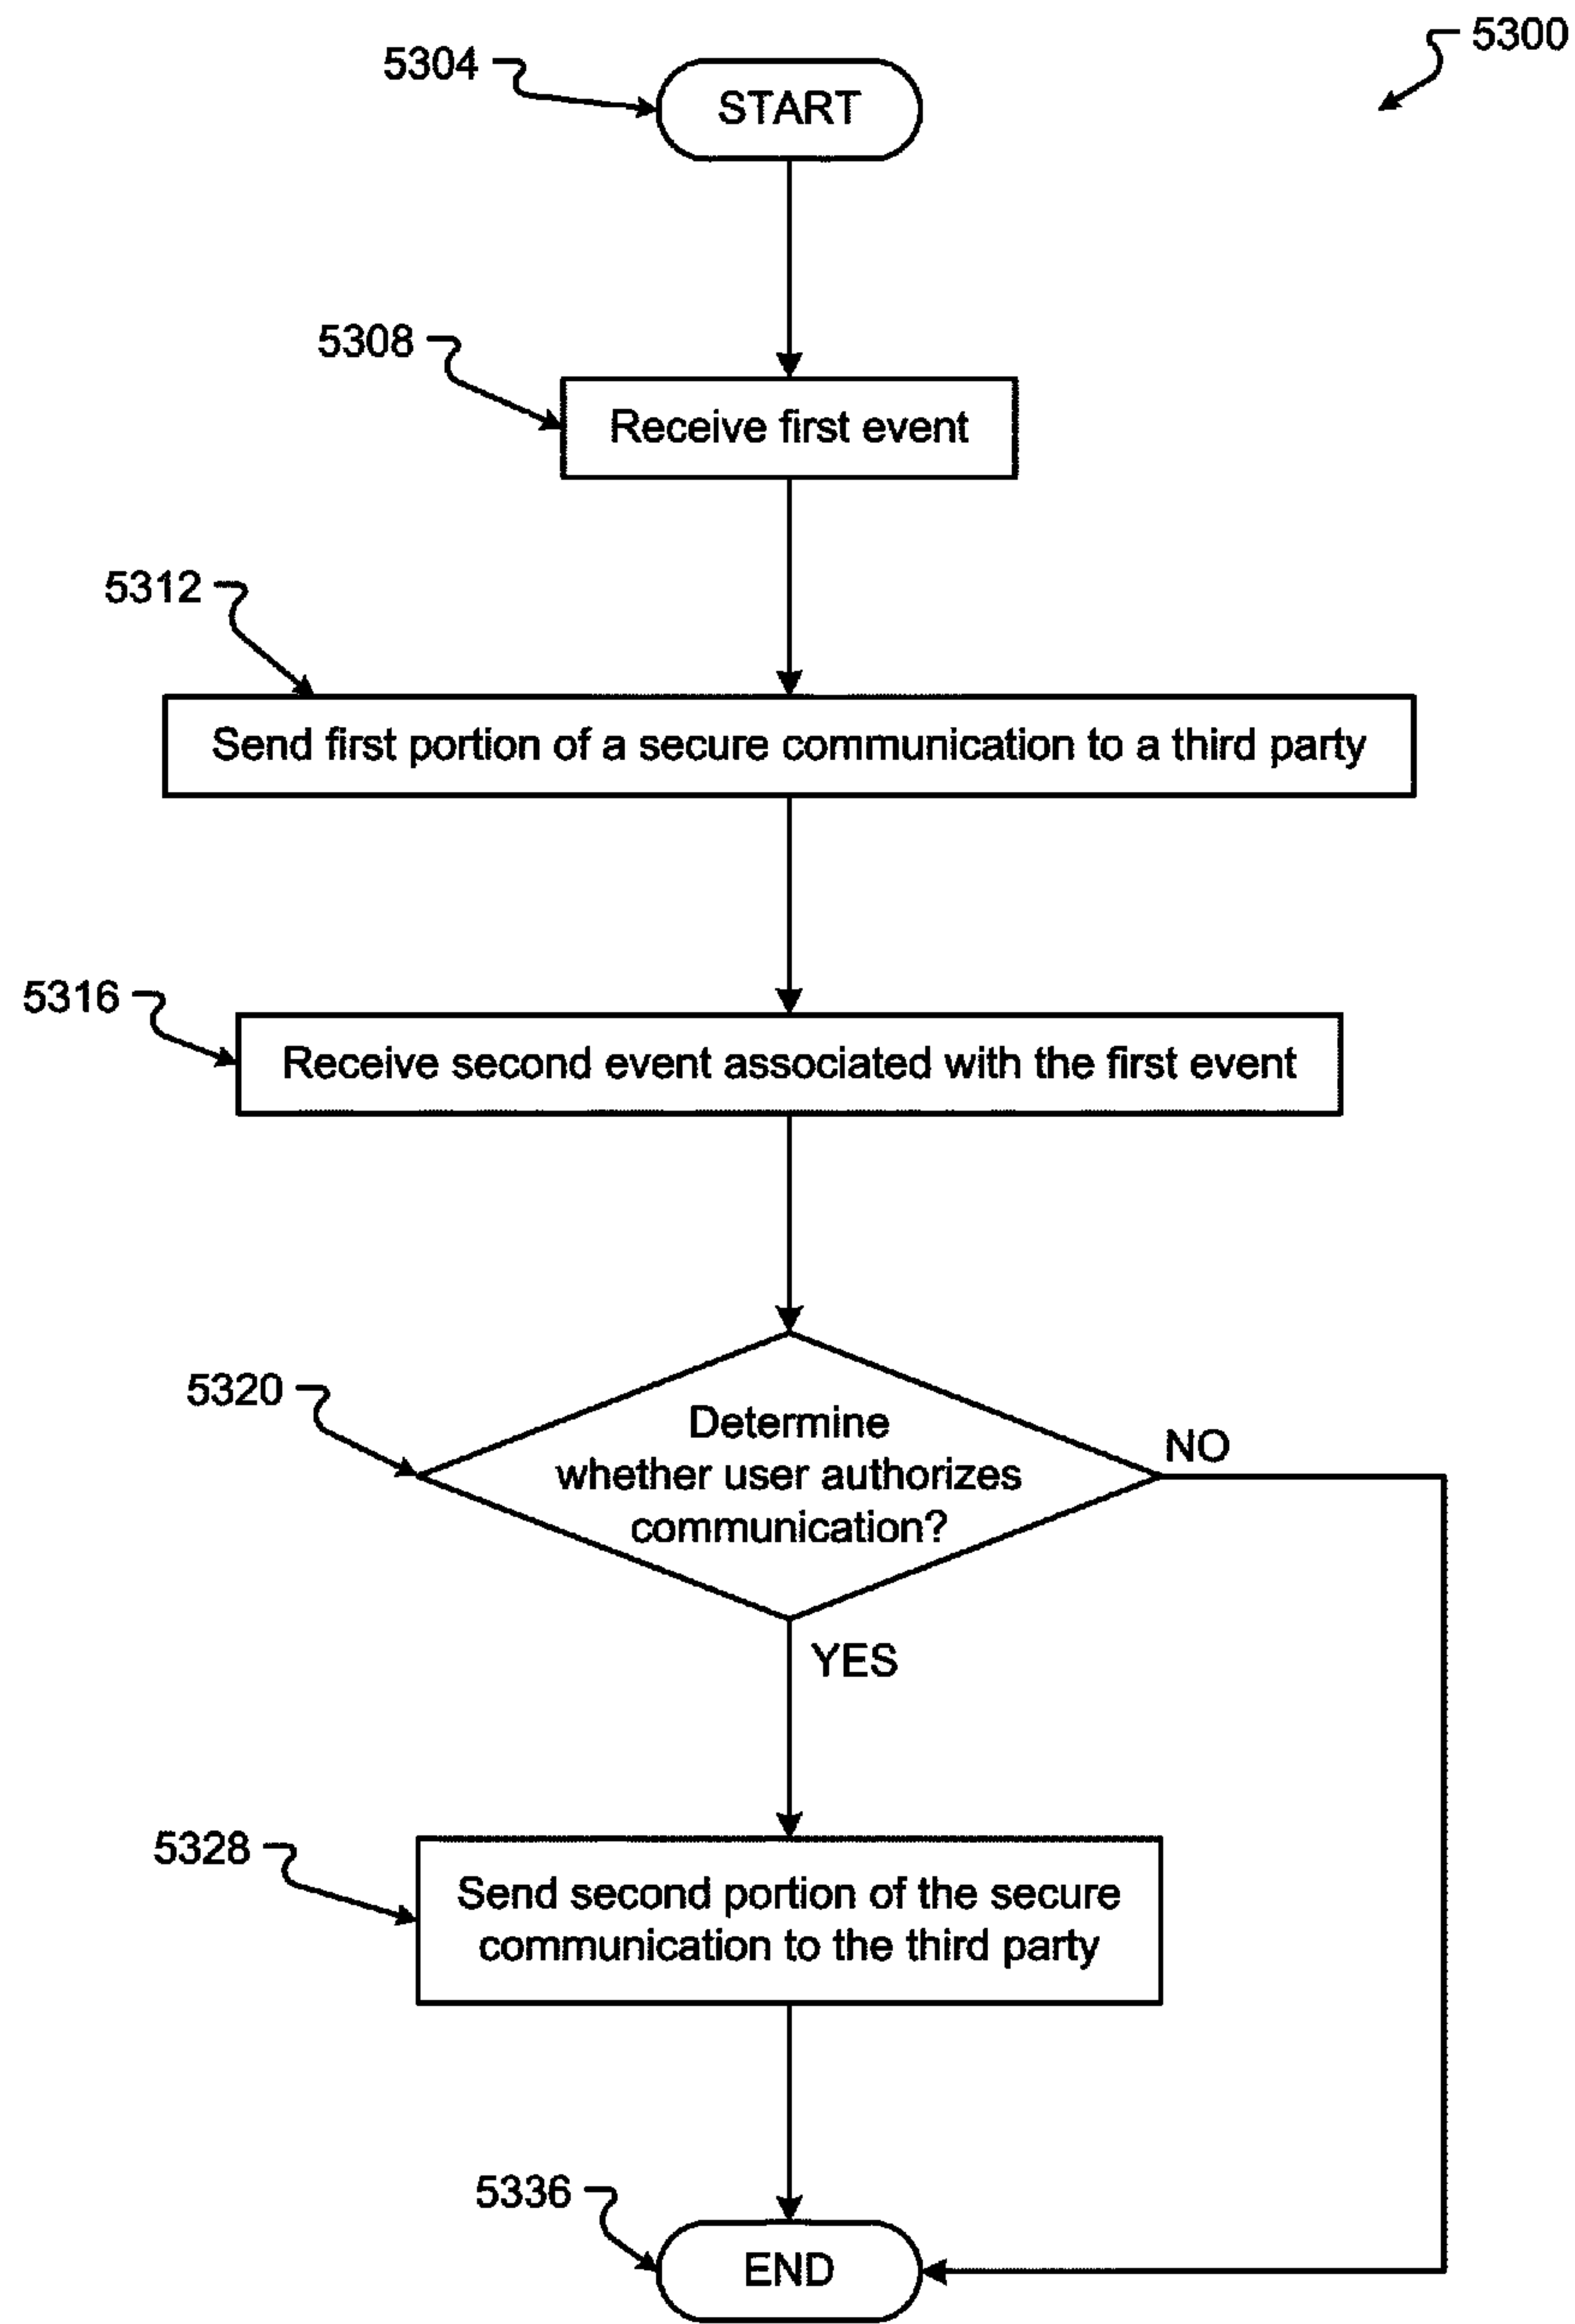 5300
5304
START
5308
Receive first event
5312
Send first portion of a secure communication to a third party
5316
Receive second event associated with the first event
5320
Determine
whether user authorizes
communication?
NO
YES
5328
Send second portion of the secure
communication to the third party
5336
END